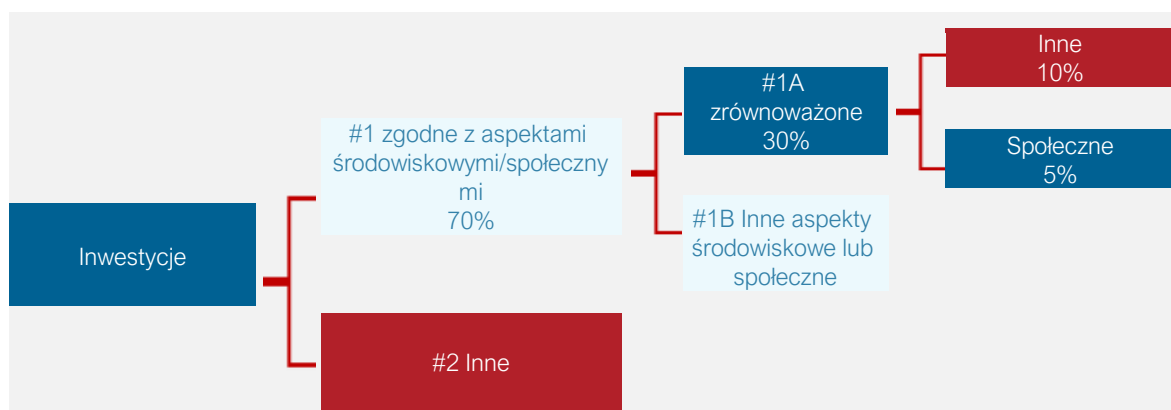 Inne
10%
#1A
zrównoważone
30%
#1 zgodne z aspektami
środowiskowymi/społeczny
mi
70%
Społeczne
5%
#1B Inne aspekty
środowiskowe lub
społeczne
Inwestycje
#2 Inne